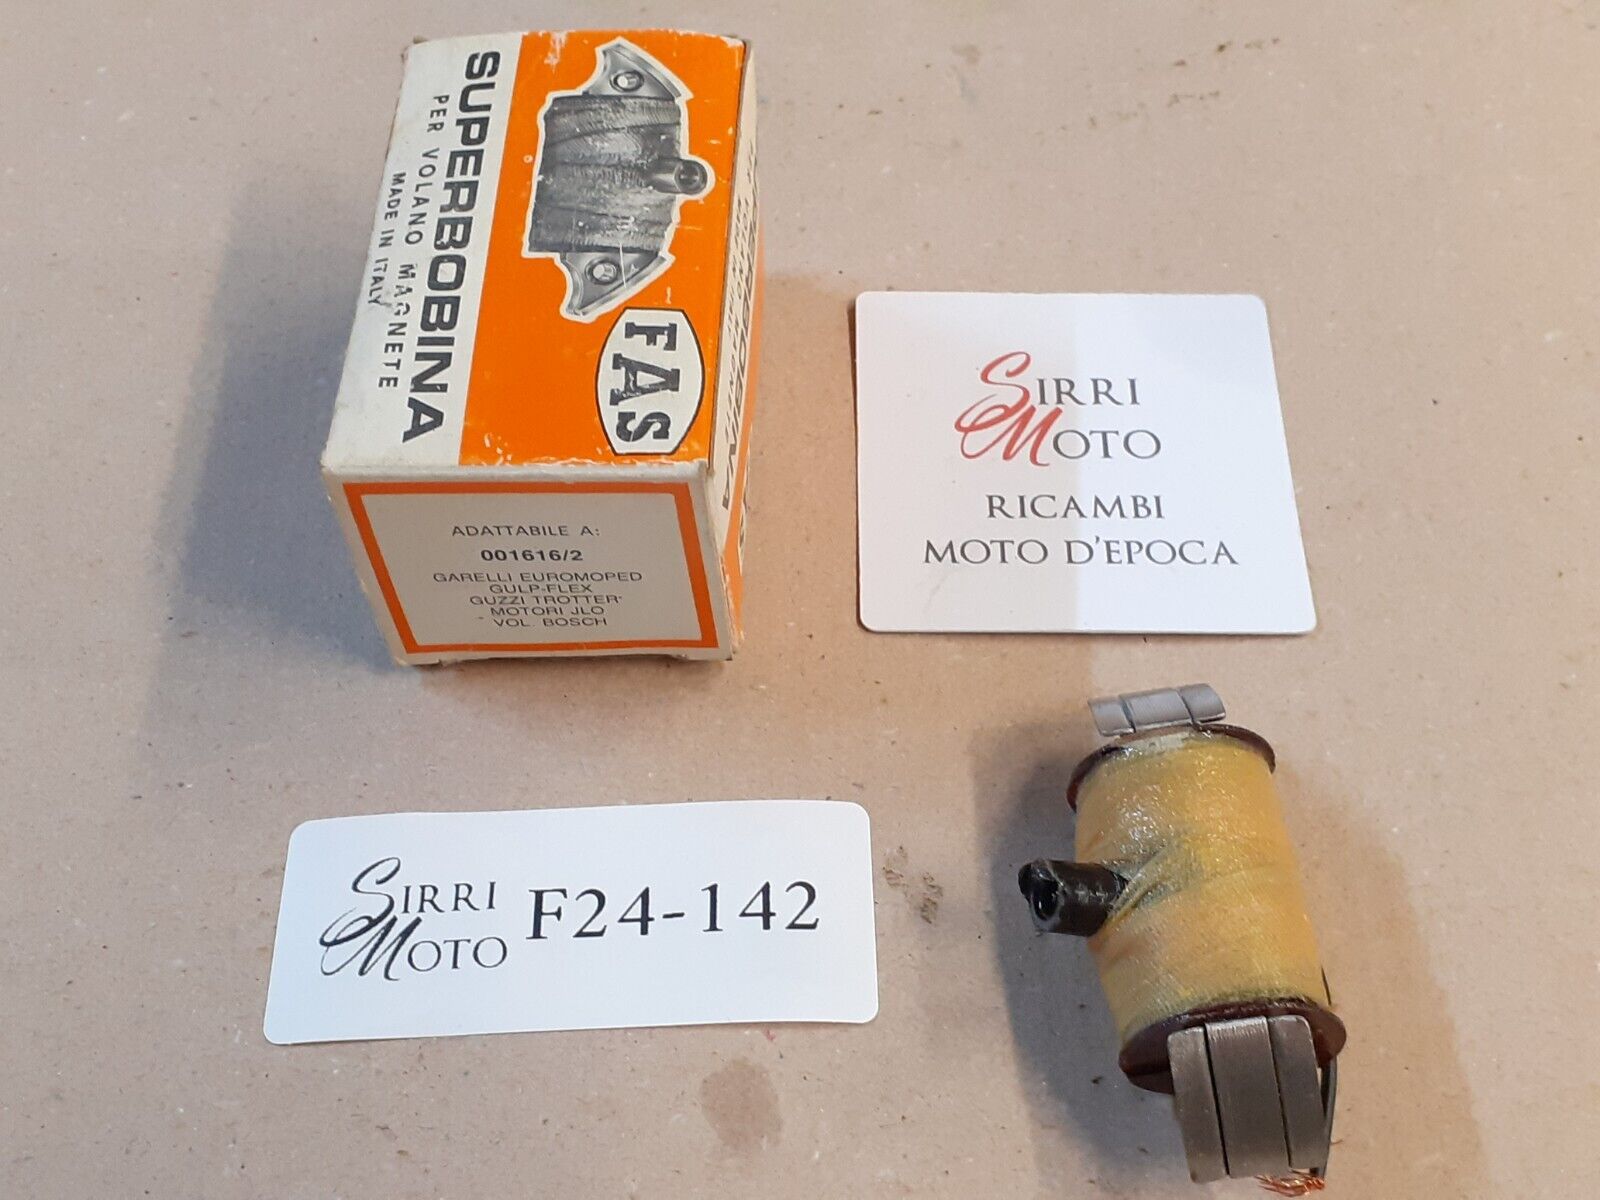 SUPERBOBINA
PER VOLANO MAGNETE
MADE IN ITALY
FAS
ADATTABILE A:
001616/2
GARELLI EUROMOPED
GULP-FLEX
GUZZI TROTTER
MOTORI JLO
VOL. BOSCH
SIRRI
MOTO
RICAMBI
MOTO D'EPOCA
SIRRI
MOTO
F24-142